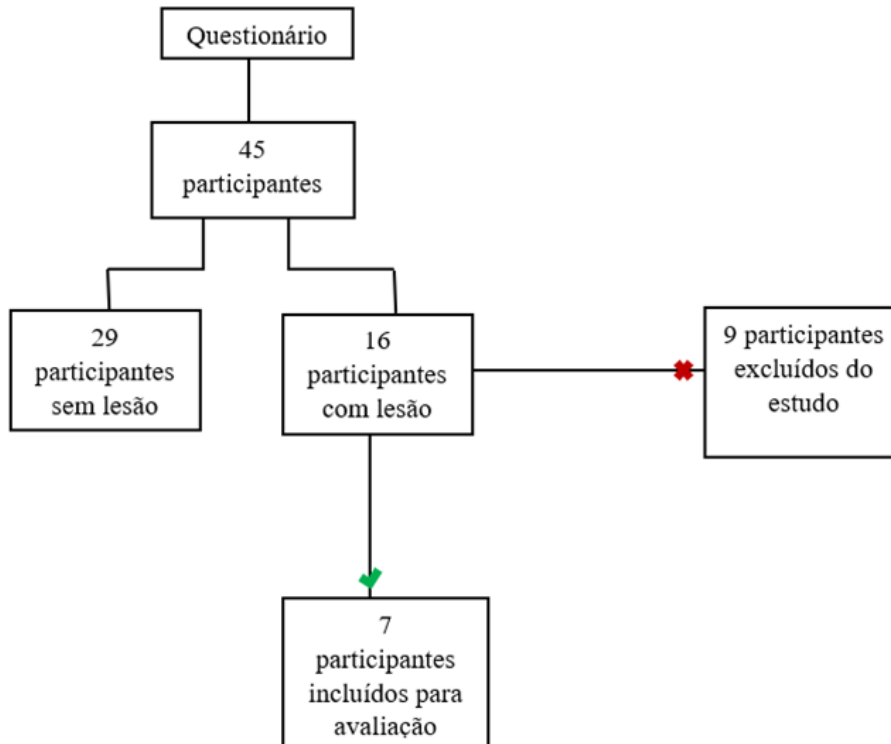 Questionário
45
participantes
29
participantes
sem lesão
16
participantes
com lesão
9 participantes
excluídos do
estudo
7
participantes
incluídos para
avaliação